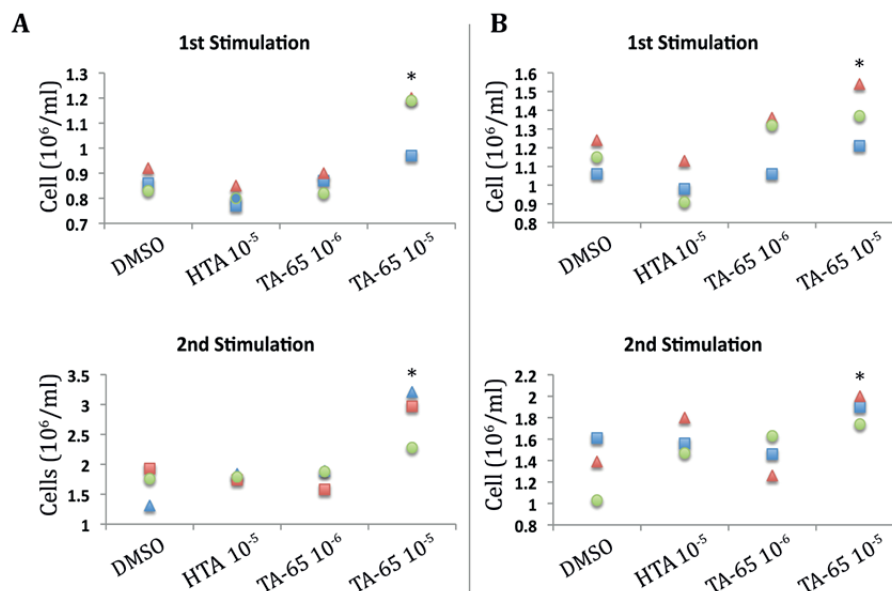 A
1st Stimulation
*
Cell (10⁶/ml)
1.3
1.2
1.1
1
0.9
0.8
0.7
DMSO
HTA 10⁻⁵
TA-65 10⁻⁶
TA-65 10⁻⁵
2nd Stimulation
*
Cells (10⁶/ml)
3.5
3
2.5
2
1.5
1
DMSO
HTA 10⁻⁵
TA-65 10⁻⁶
TA-65 10⁻⁵
B
1st Stimulation
*
Cell (10⁶/ml)
1.6
1.5
1.4
1.3
1.2
1.1
1
0.9
0.8
DMSO
HTA 10⁻⁵
TA-65 10⁻⁶
TA-65 10⁻⁵
2nd Stimulation
*
Cell (10⁶/ml)
2.2
2
1.8
1.6
1.4
1.2
1
0.8
DMSO
HTA 10⁻⁵
TA-65 10⁻⁶
TA-65 10⁻⁵